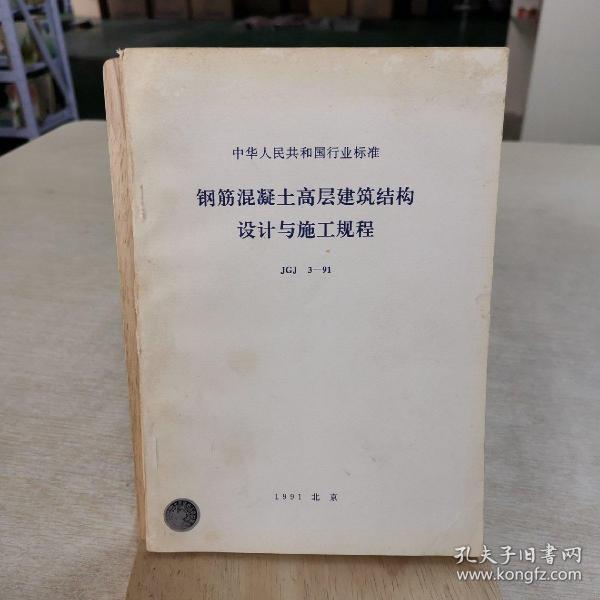 中华人民共和国行业标准
钢筋混凝土高层建筑结构
设计与施工规程
JGJ 3—91
1991 北京
孔夫子旧书网
www.kongfz.com